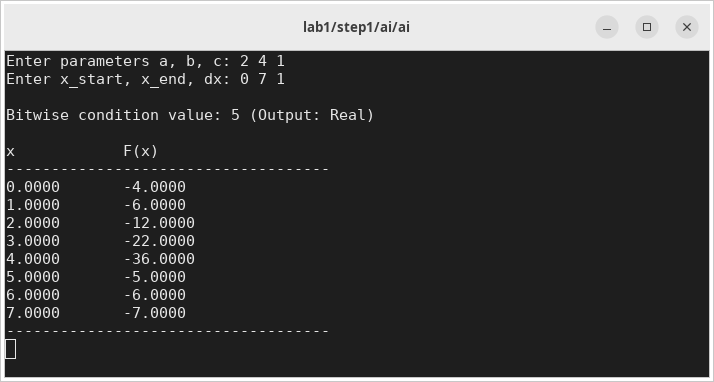 lab1/step1/ai/ai
Enter parameters a, b, c: 2 4 1
Enter x_start, x_end, dx: 0 7 1
Bitwise condition value: 5 (Output: Real)
x F(x)
------------------------------------
0.0000 -4.0000
1.0000 -6.0000
2.0000 -12.0000
3.0000 -22.0000
4.0000 -36.0000
5.0000 -5.0000
6.0000 -6.0000
7.0000 -7.0000
------------------------------------